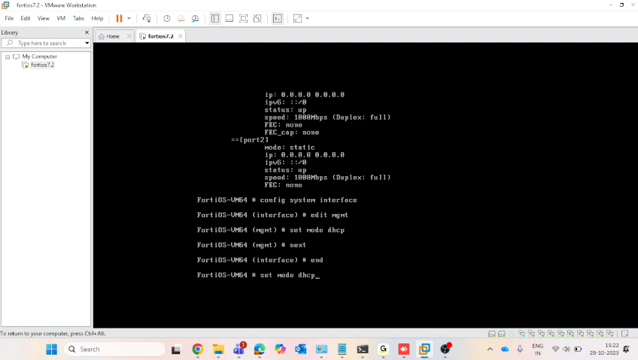 fortios7.2 - VMware Workstation
File Edit View VM Tabs Help
Library
Type here to search
My Computer
fortios7.2
Home
fortios7.2
ip: 0.0.0.0 0.0.0.0
ipv6: ::/0
status: up
speed: 1000Mbps (Duplex: full)
FEC: none
FEC_cap: none
==[port2]
mode: static
ip: 0.0.0.0 0.0.0.0
ipv6: ::/0
status: up
speed: 1000Mbps (Duplex: full)
FEC: none
FortiOS-VM64 # config system interface
FortiOS-VM64 (interface) # edit mgmt
FortiOS-VM64 (mgmt) # set mode dhcp
FortiOS-VM64 (mgmt) # next
FortiOS-VM64 (interface) # end
FortiOS-VM64 # set mode dhcp_
To return to your computer, press Ctrl+Alt.
Search
ENG
IN
15:23
29-10-2025